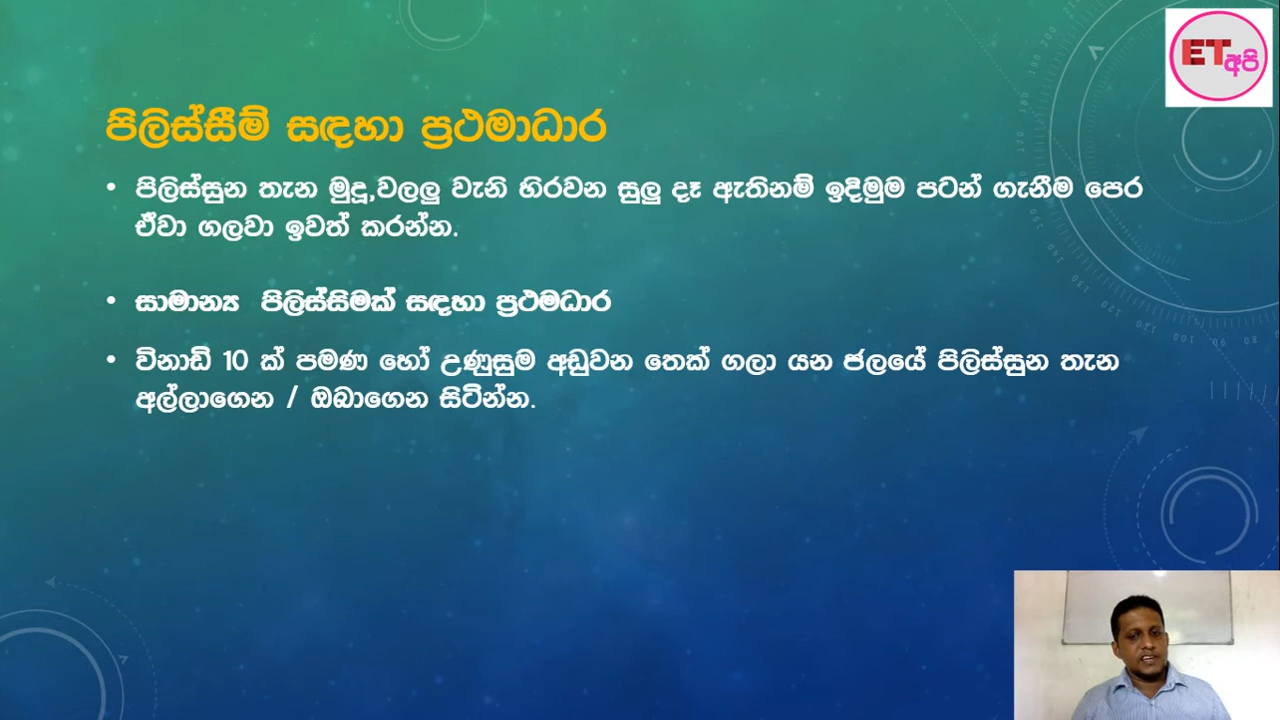 ET අපි
පිලිස්සීම් සඳහා ප්‍රථමාධාර
• පිලිස්සුන තැන මුදු,වලලු වැනි හිරවන සුලු දෑ ඇතිනම් ඉදිමුම පටන් ගැනීම පෙර
ඒවා ගලවා ඉවත් කරන්න.
• සාමාන්‍ය පිලිස්සිමක් සඳහා ප්‍රථමධාර
• විනාඩි 10 ක් පමණ හෝ උණුසුම අඩුවන තෙක් ගලා යන ජලයේ පිලිස්සුන තැන
අල්ලාගෙන / ඔබාගෙන සිටින්න.